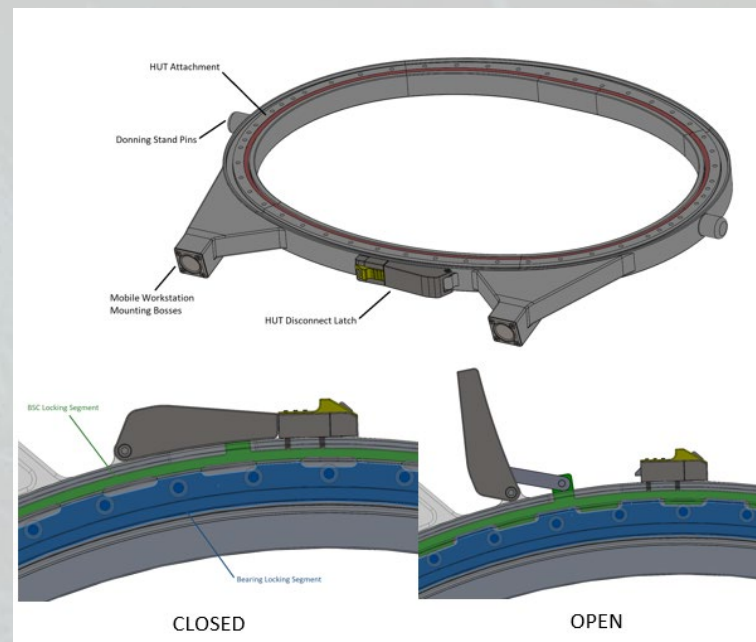 HUT Attachment
Donning Stand Pins
Mobile Workstation
Mounting Bosses
HUT Disconnect Latch
BSC Locking Segment
Bearing Locking Segment
CLOSED
OPEN